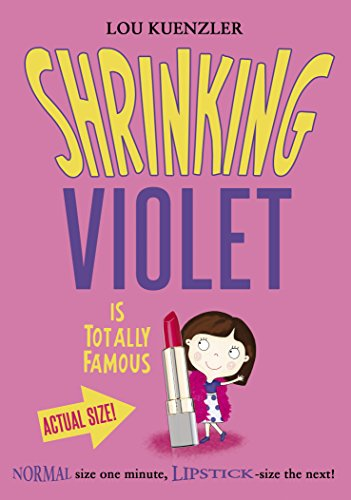 LOU KUENZLER
SHRINKING
VIOLET
IS
TOTALLY
FAMOUS
ACTUAL SIZE!
NORMAL size one minute, LIPSTICK-size the next!